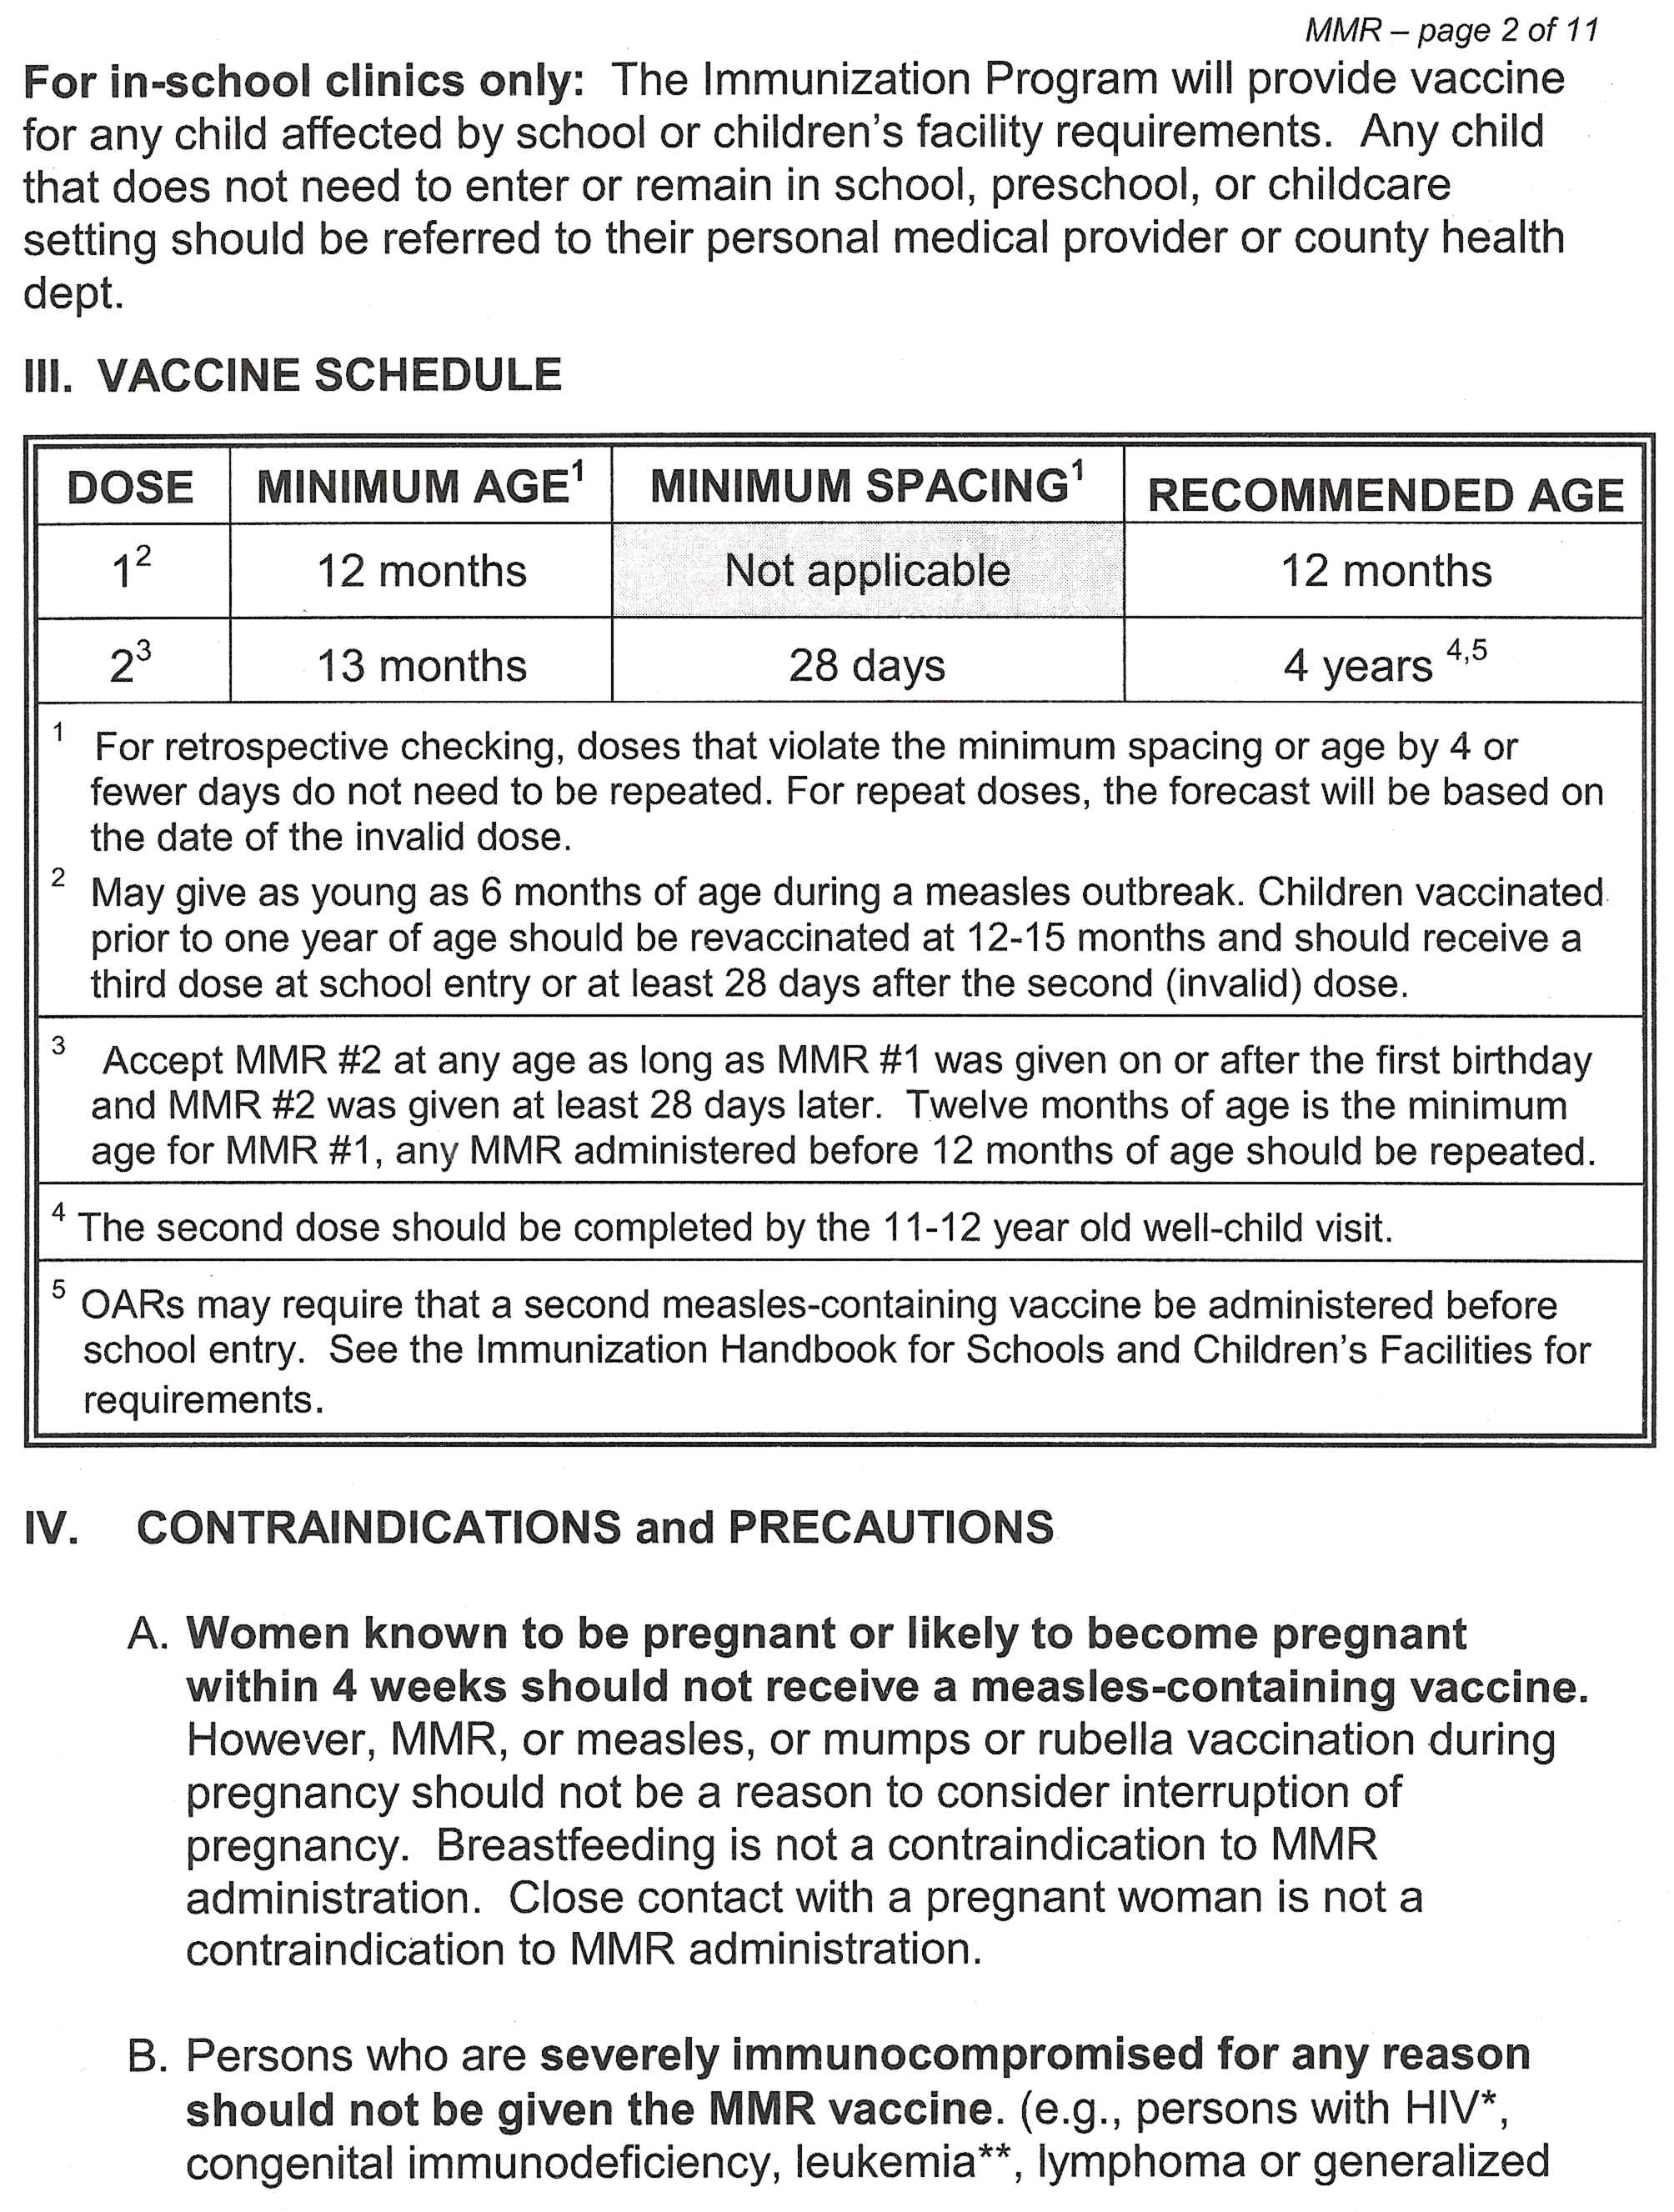 MMR – page 2 of 11
For in-school clinics only:  The Immunization Program will provide vaccine
for any child affected by school or children's facility requirements.  Any child
that does not need to enter or remain in school, preschool, or childcare
setting should be referred to their personal medical provider or county health
dept.
III.  VACCINE SCHEDULE
DOSE MINIMUM AGE¹ MINIMUM SPACING¹ RECOMMENDED AGE
1² 12 months Not applicable 12 months
2³ 13 months 28 days 4 years ⁴,⁵
¹ For retrospective checking, doses that violate the minimum spacing or age by 4 or
fewer days do not need to be repeated. For repeat doses, the forecast will be based on
the date of the invalid dose.
² May give as young as 6 months of age during a measles outbreak. Children vaccinated
prior to one year of age should be revaccinated at 12-15 months and should receive a
third dose at school entry or at least 28 days after the second (invalid) dose.
³ Accept MMR #2 at any age as long as MMR #1 was given on or after the first birthday
and MMR #2 was given at least 28 days later.  Twelve months of age is the minimum
age for MMR #1, any MMR administered before 12 months of age should be repeated.
⁴ The second dose should be completed by the 11-12 year old well-child visit.
⁵ OARs may require that a second measles-containing vaccine be administered before
school entry.  See the Immunization Handbook for Schools and Children's Facilities for
requirements.
IV. CONTRAINDICATIONS and PRECAUTIONS
A. Women known to be pregnant or likely to become pregnant
within 4 weeks should not receive a measles-containing vaccine.
However, MMR, or measles, or mumps or rubella vaccination during
pregnancy should not be a reason to consider interruption of
pregnancy.  Breastfeeding is not a contraindication to MMR
administration.  Close contact with a pregnant woman is not a
contraindication to MMR administration.
B. Persons who are severely immunocompromised for any reason
should not be given the MMR vaccine. (e.g., persons with HIV*,
congenital immunodeficiency, leukemia**, lymphoma or generalized